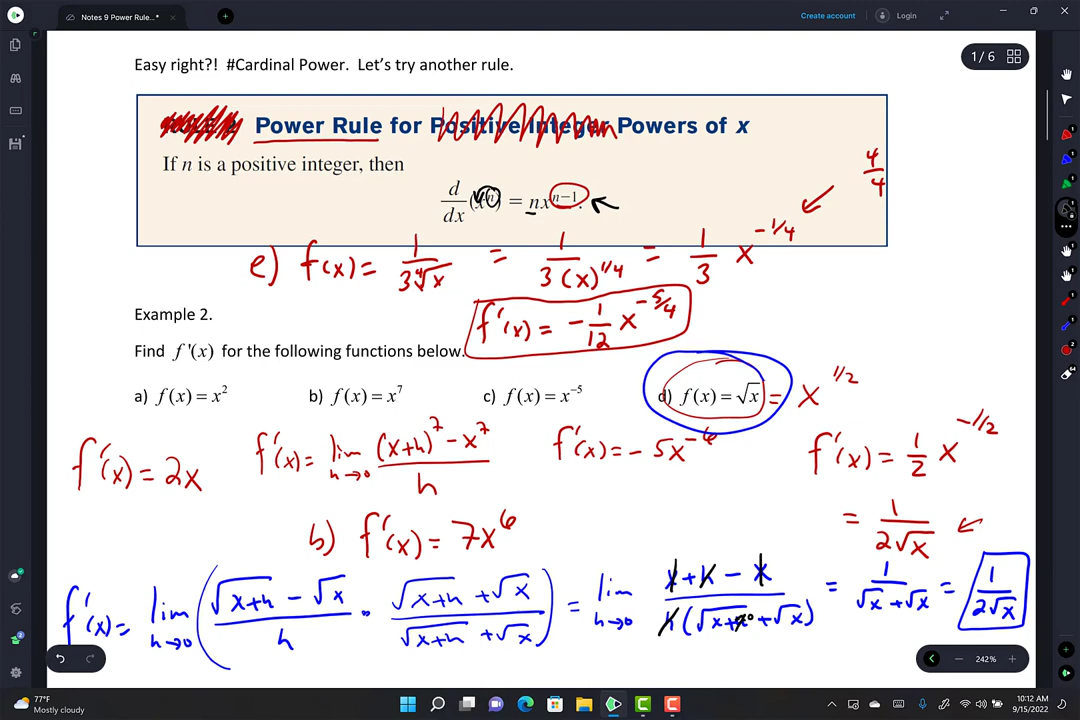 Notes 9 Power Rule...*
Create account
Login
1 / 6
Easy right?! #Cardinal Power. Let's try another rule.
Power Rule for Positive Integer Powers of x
If n is a positive integer, then
d/dx (xⁿ) = nxⁿ⁻¹.
4/4
e) f(x) = 1/(3⁴√x) = 1/(3(x)^1/4) = 1/3 x^-1/4
f'(x) = -1/12 x^-5/4
Example 2.
Find f'(x) for the following functions below.
a) f(x) = x² b) f(x) = x⁷ c) f(x) = x⁻⁵ d) f(x) = √x = x^1/2
f'(x) = 2x f'(x) = lim h→0 ((x+h)⁷ - x⁷)/h f'(x) = -5x⁻⁶ f'(x) = 1/2 x^-1/2
b) f'(x) = 7x⁶ = 1/(2√x)
f'(x) = lim h→0 ((√x+h - √x)/h · (√x+h + √x)/(√x+h + √x)) = lim h→0 (x+h - x)/(h(√x+h⁰ + √x)) = 1/(√x + √x) = 1/(2√x)
242%
77°F
Mostly cloudy
10:12 AM
9/15/2022